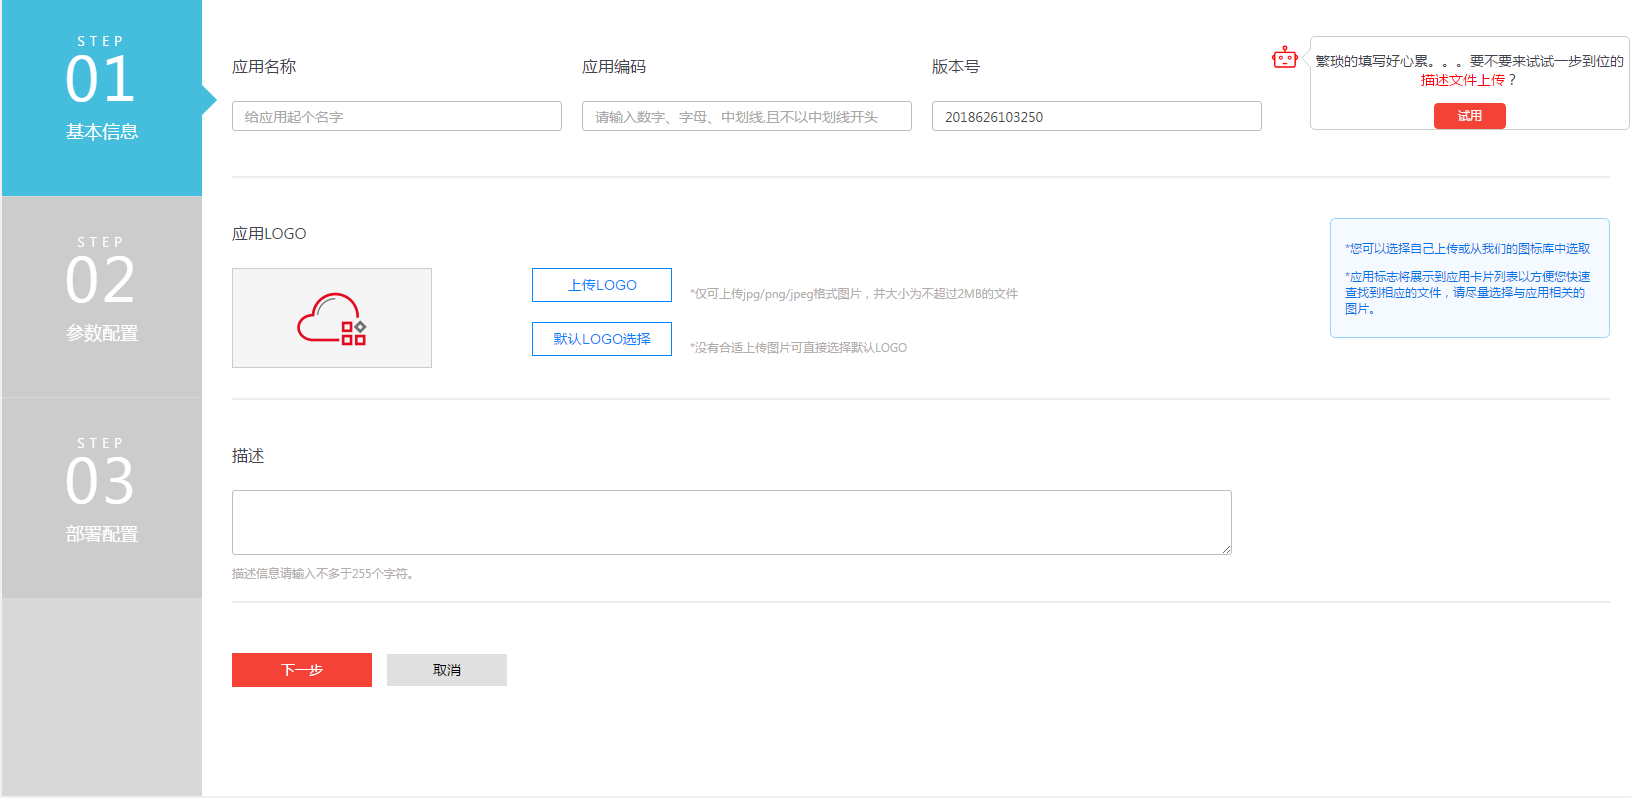 STEP
01
基本信息
STEP
02
参数配置
STEP
03
部署配置
应用名称
给应用起个名字
应用编码
请输入数字、字母、中划线,且不以中划线开头
版本号
2018626103250
繁琐的填写好心累。。。要不要来试试一步到位的
描述文件上传？
试用
应用LOGO
上传LOGO
*仅可上传jpg/png/jpeg格式图片，并大小为不超过2MB的文件
默认LOGO选择
*没有合适上传图片可直接选择默认LOGO
*您可以选择自己上传或从我们的图标库中选取
*应用标志将展示到应用卡片列表以方便您快速
查找到相应的文件，请尽量选择与应用相关的
图片。
描述
描述信息请输入不多于255个字符。
下一步
取消